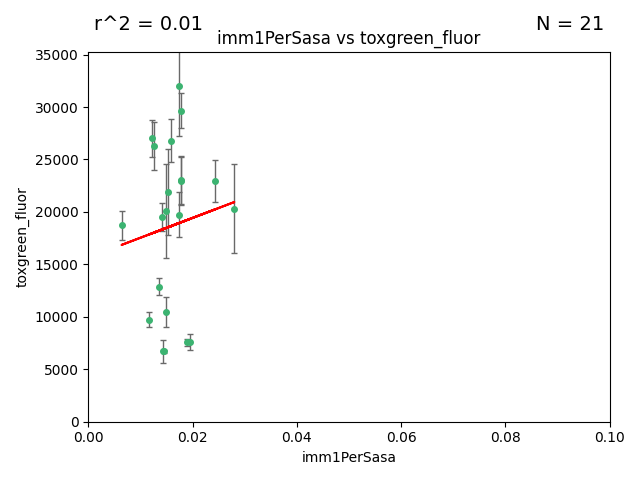 r^2 = 0.01
N = 21
imm1PerSasa vs toxgreen_fluor
35000
30000
25000
20000
15000
10000
5000
0
toxgreen_fluor
0.00 0.02 0.04 0.06 0.08 0.10
imm1PerSasa